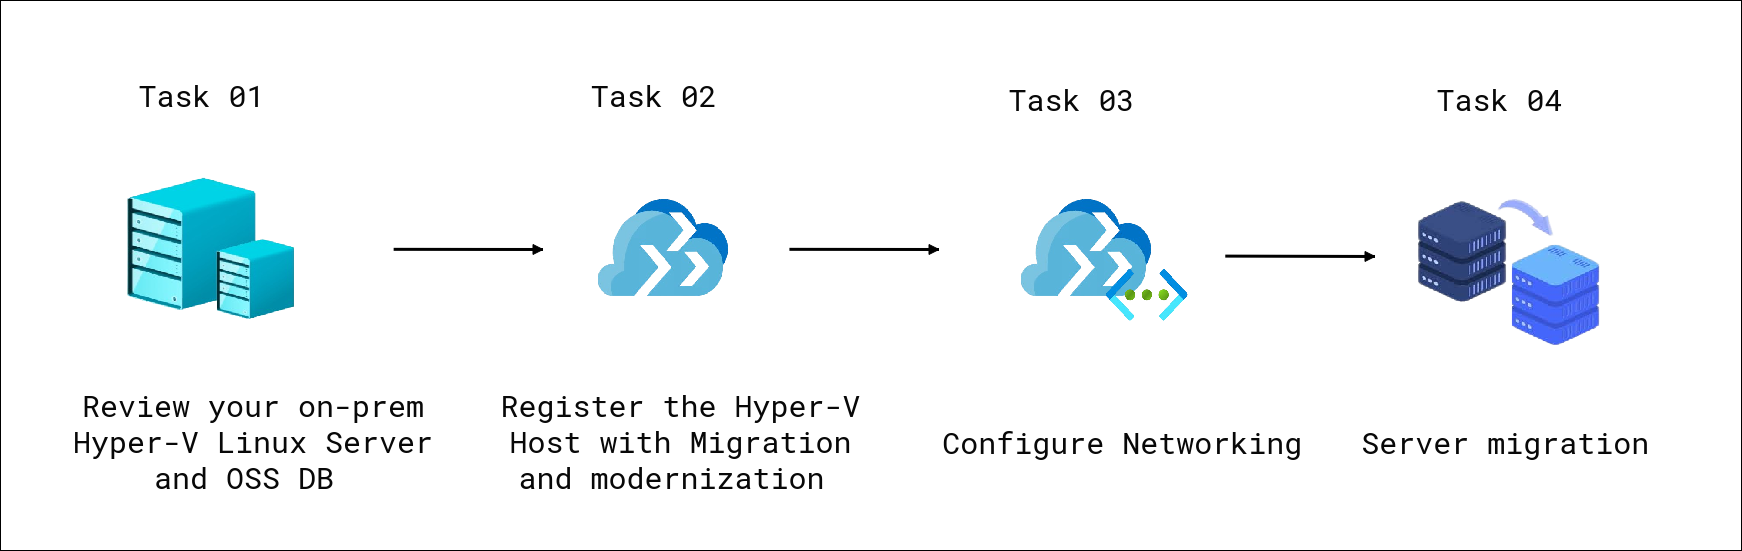 Task 01
Task 02
Task 03
Task 04
Review your on-prem
Hyper-V Linux Server
and OSS DB
Register the Hyper-V
Host with Migration
and modernization
Configure Networking
Server migration